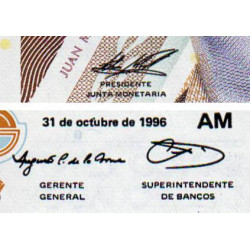 JUAN M
PRESIDENTE
JUNTA MONETARIA
31 de octubre de 1996 AM
GERENTE SUPERINTENDENTE
GENERAL DE BANCOS